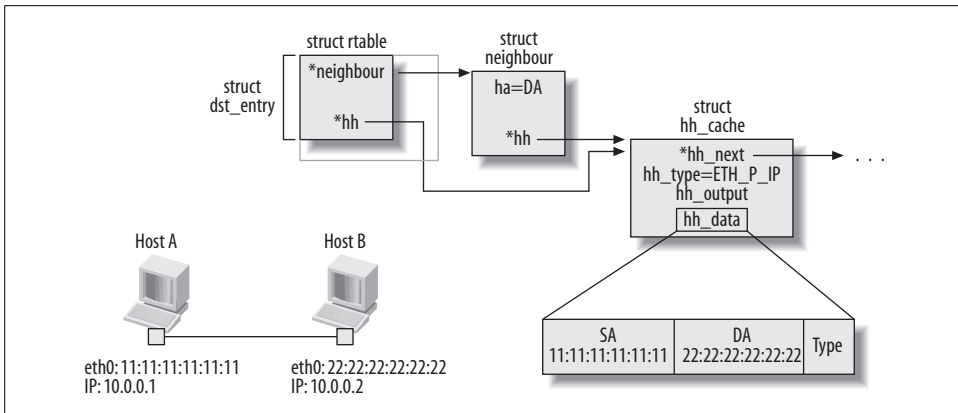 struct rtable
struct
dst_entry
*neighbour
*hh
struct
neighbour
ha=DA
*hh
struct
hh_cache
*hh_next
. . .
hh_type=ETH_P_IP
hh_output
hh_data
Host A
Host B
eth0: 11:11:11:11:11:11
IP: 10.0.0.1
eth0: 22:22:22:22:22:22
IP: 10.0.0.2
SA
11:11:11:11:11:11
DA
22:22:22:22:22:22
Type